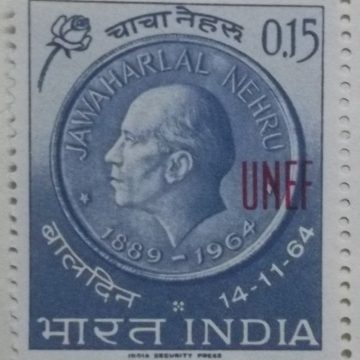 चाचा नेहरू 0.15
JAWAHARLAL NEHRU
UNEF
1889 - 1964
बालदिन 14-11-64
भारत INDIA
INDIA SECURITY PRESS